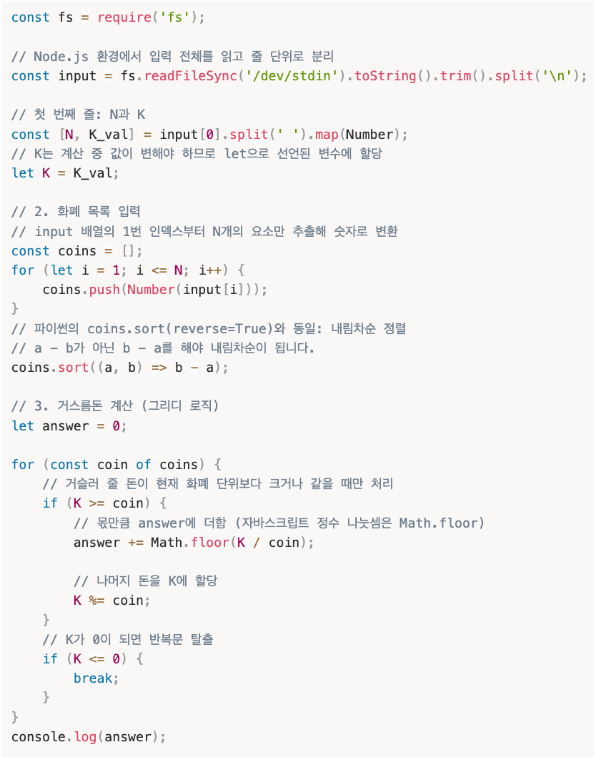 const fs = require('fs');

// Node.js 환경에서 입력 전체를 읽고 줄 단위로 분리
const input = fs.readFileSync('/dev/stdin').toString().trim().split('\n');

// 첫 번째 줄: N과 K
const [N, K_val] = input[0].split(' ').map(Number);
// K는 계산 중 값이 변해야 하므로 let으로 선언된 변수에 할당
let K = K_val;

// 2. 화폐 목록 입력
// input 배열의 1번 인덱스부터 N개의 요소만 추출해 숫자로 변환
const coins = [];
for (let i = 1; i <= N; i++) {
    coins.push(Number(input[i]));
}
// 파이썬의 coins.sort(reverse=True)와 동일: 내림차순 정렬
// a - b가 아닌 b - a를 해야 내림차순이 됩니다.
coins.sort((a, b) => b - a);

// 3. 거스름돈 계산 (그리디 로직)
let answer = 0;

for (const coin of coins) {
    // 거슬러 줄 돈이 현재 화폐 단위보다 크거나 같을 때만 처리
    if (K >= coin) {
        // 몫만큼 answer에 더함 (자바스크립트 정수 나눗셈은 Math.floor)
        answer += Math.floor(K / coin);

        // 나머지 돈을 K에 할당
        K %= coin;
    }
    // K가 0이 되면 반복문 탈출
    if (K <= 0) {
        break;
    }
}
console.log(answer);